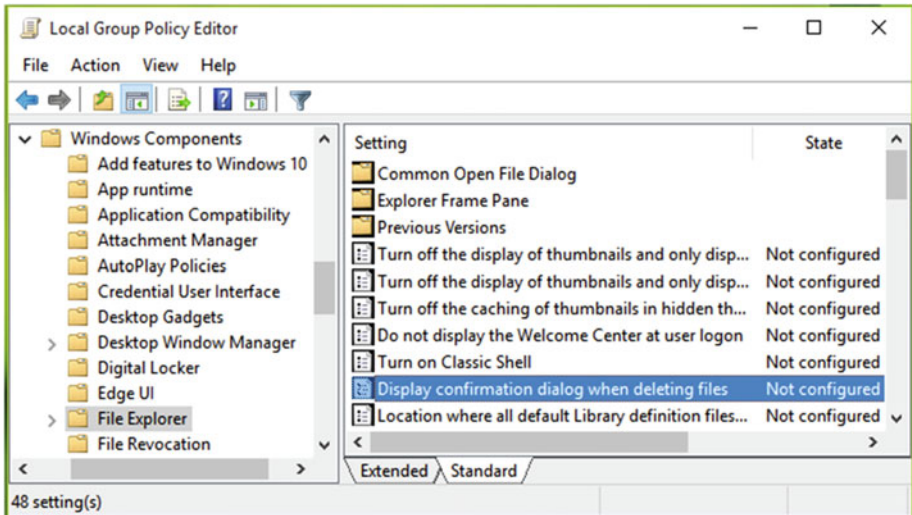 Local Group Policy Editor
File Action View Help
Windows Components
Add features to Windows 10
App runtime
Application Compatibility
Attachment Manager
AutoPlay Policies
Credential User Interface
Desktop Gadgets
Desktop Window Manager
Digital Locker
Edge UI
File Explorer
File Revocation
Setting State
Common Open File Dialog
Explorer Frame Pane
Previous Versions
Turn off the display of thumbnails and only disp... Not configured
Turn off the display of thumbnails and only disp... Not configured
Turn off the caching of thumbnails in hidden th... Not configured
Do not display the Welcome Center at user logon Not configured
Turn on Classic Shell Not configured
Display confirmation dialog when deleting files Not configured
Location where all default Library definition files... Not configured
Extended Standard
48 setting(s)